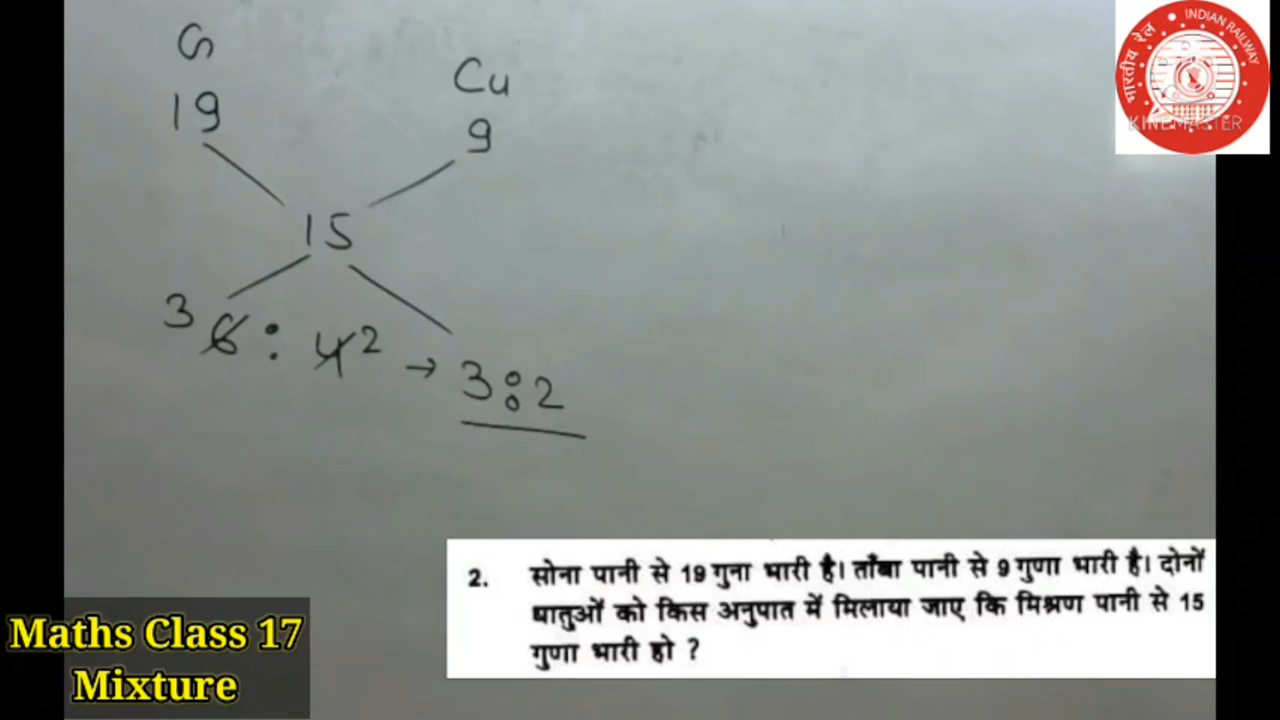 G
Cu
19
9
15
3 6 : 4 2 → 3 : 2
भारतीय रेल
INDIAN RAILWAY
KINEMASTER
2. सोना पानी से 19 गुना भारी है। ताँबा पानी से 9 गुणा भारी है। दोनों
धातुओं को किस अनुपात में मिलाया जाए कि मिश्रण पानी से 15
गुणा भारी हो ?
Maths Class 17
Mixture